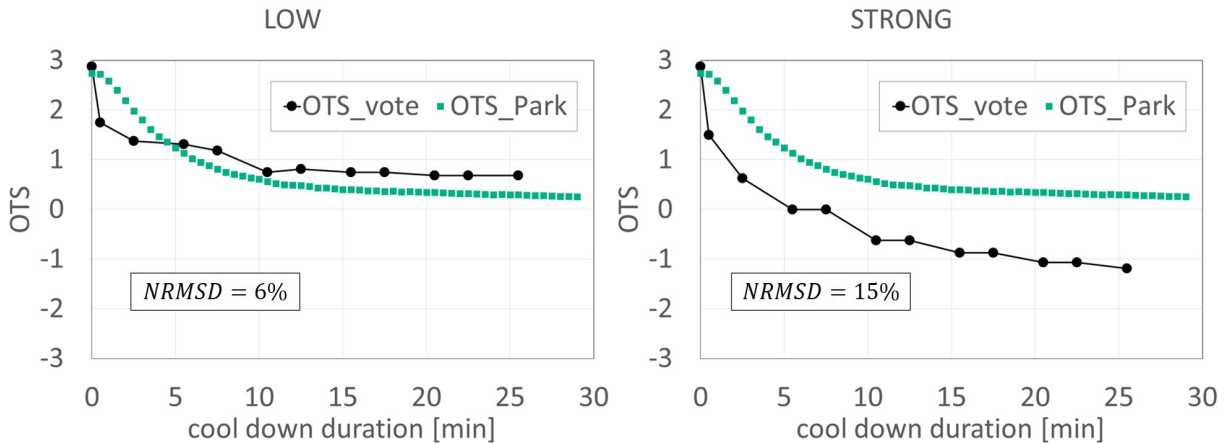 LOW
3
2
1
0
-1
-2
-3
OTS
OTS_vote OTS_Park
NRMSD = 6%
0 5 10 15 20 25 30
cool down duration [min]
STRONG
3
2
1
0
-1
-2
-3
OTS
OTS_vote OTS_Park
NRMSD = 15%
0 5 10 15 20 25 30
cool down duration [min]